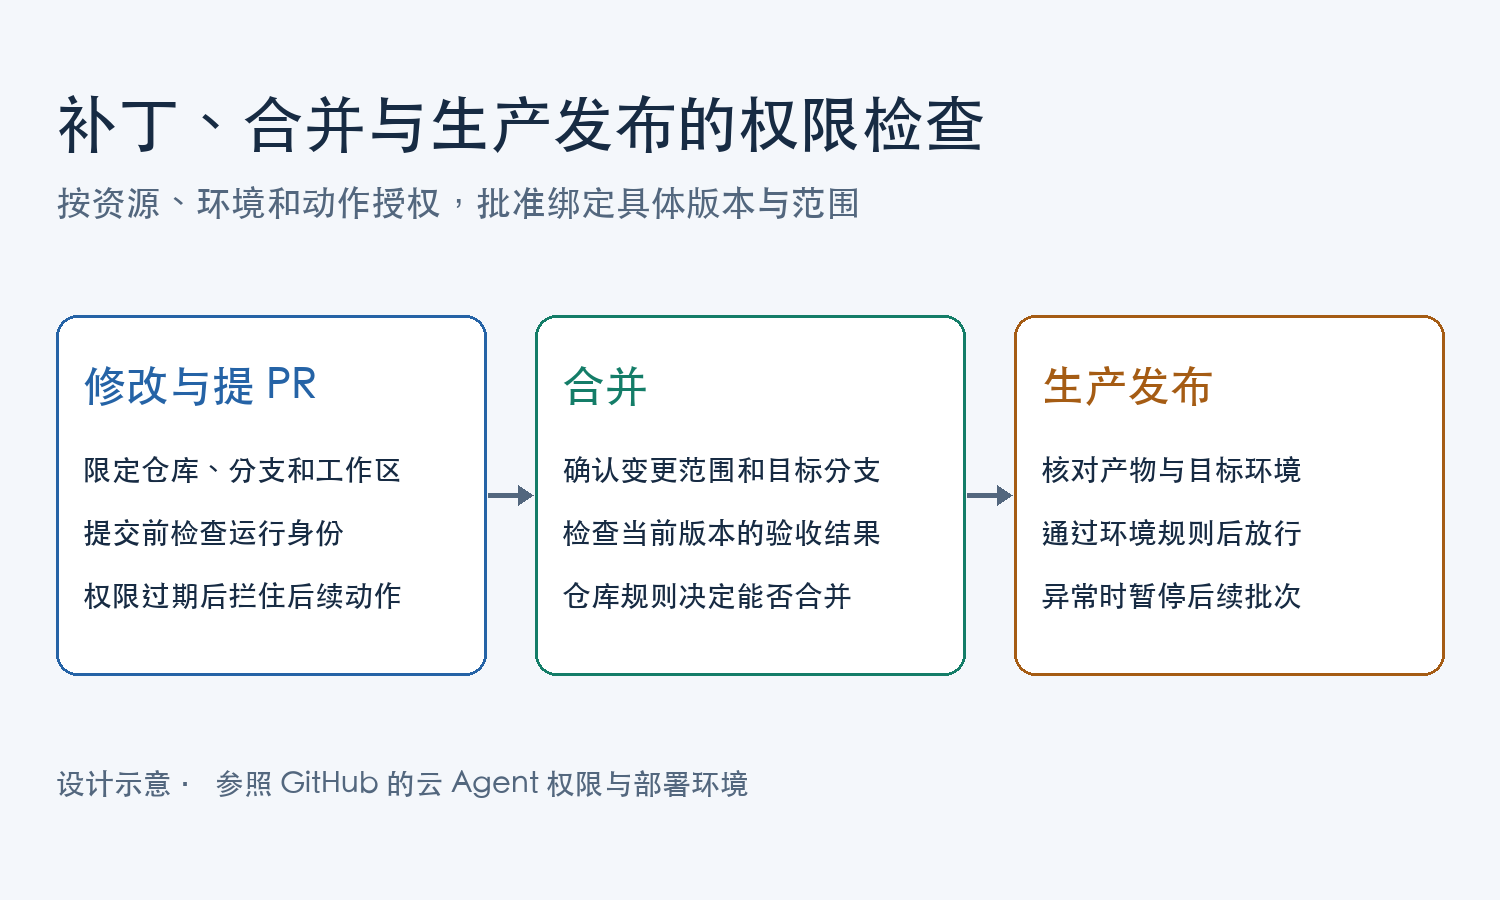 补丁、合并与生产发布的权限检查
按资源、环境和动作授权，批准绑定具体版本与范围
修改与提 PR
限定仓库、分支和工作区
提交前检查运行身份
权限过期后拦住后续动作
合并
确认变更范围和目标分支
检查当前版本的验收结果
仓库规则决定能否合并
生产发布
核对产物与目标环境
通过环境规则后放行
异常时暂停后续批次
设计示意 · 参照 GitHub 的云 Agent 权限与部署环境